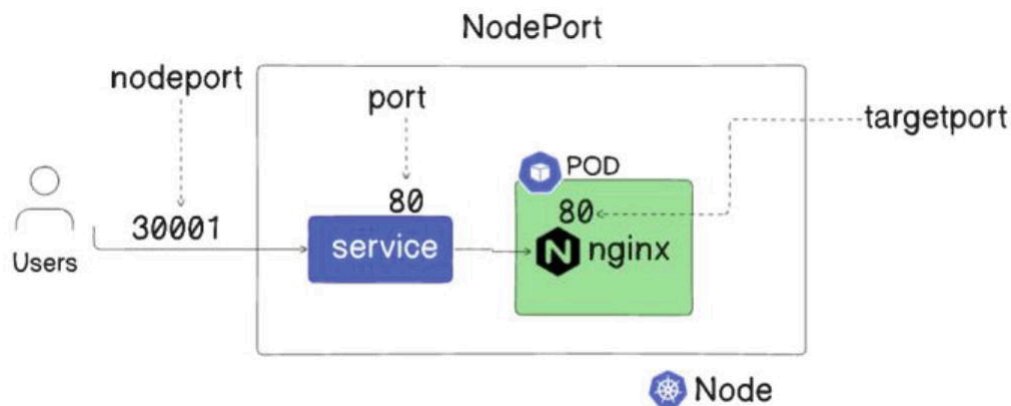 NodePort
nodeport
port
targetport
POD
80
80
30001
service
nginx
Users
Node